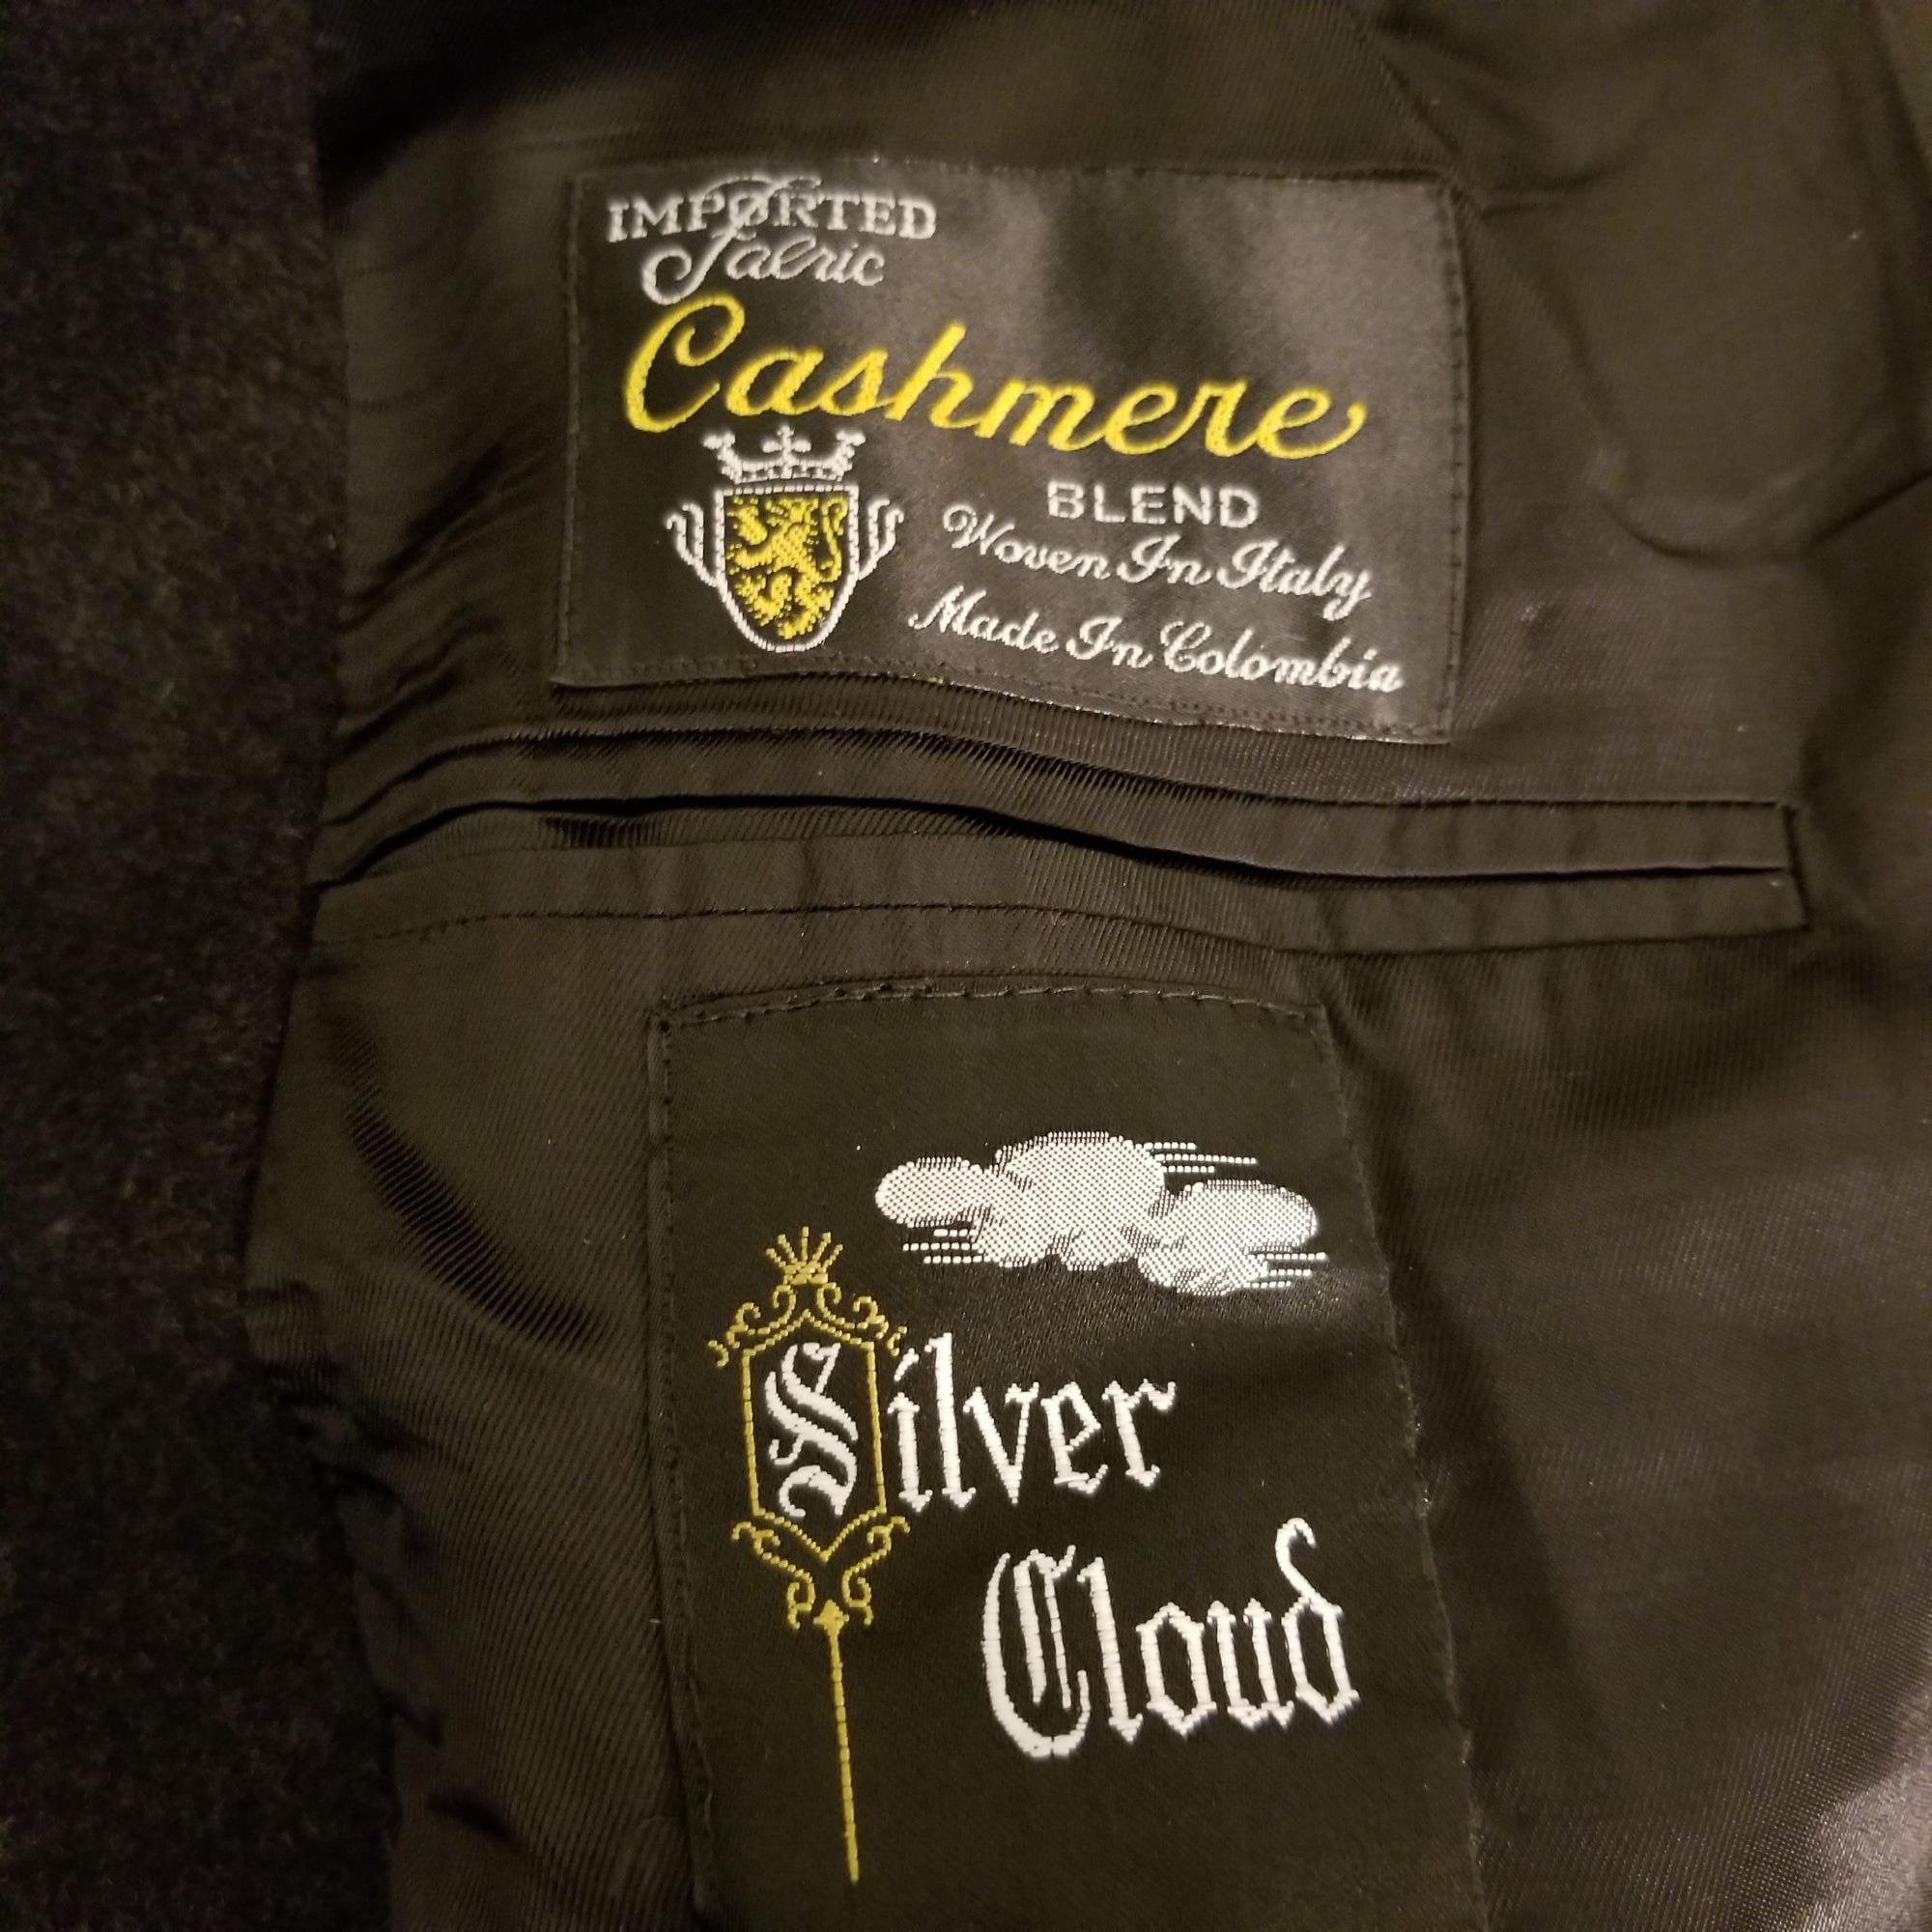 IMPORTED
Fabric
Cashmere
BLEND
Woven In Italy
Made In Colombia
Silver
Cloud